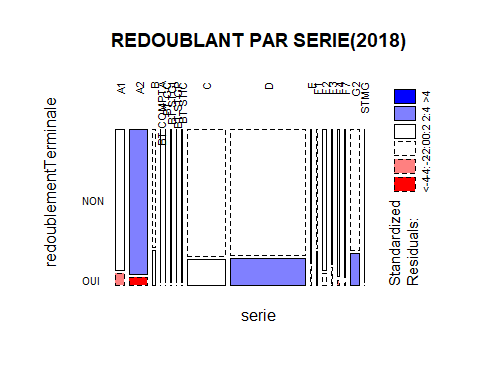 REDOUBLANT PAR SERIE(2018)
A1
A2
B
BT-COMPTA
C
D
E
F1
F2
F3
F4
F7
G2
STMG
redoublementTerminale
NON
OUI
serie
Standardized
Residuals:
<-4
-4:-2
-2:0
0:2
2:4
>4